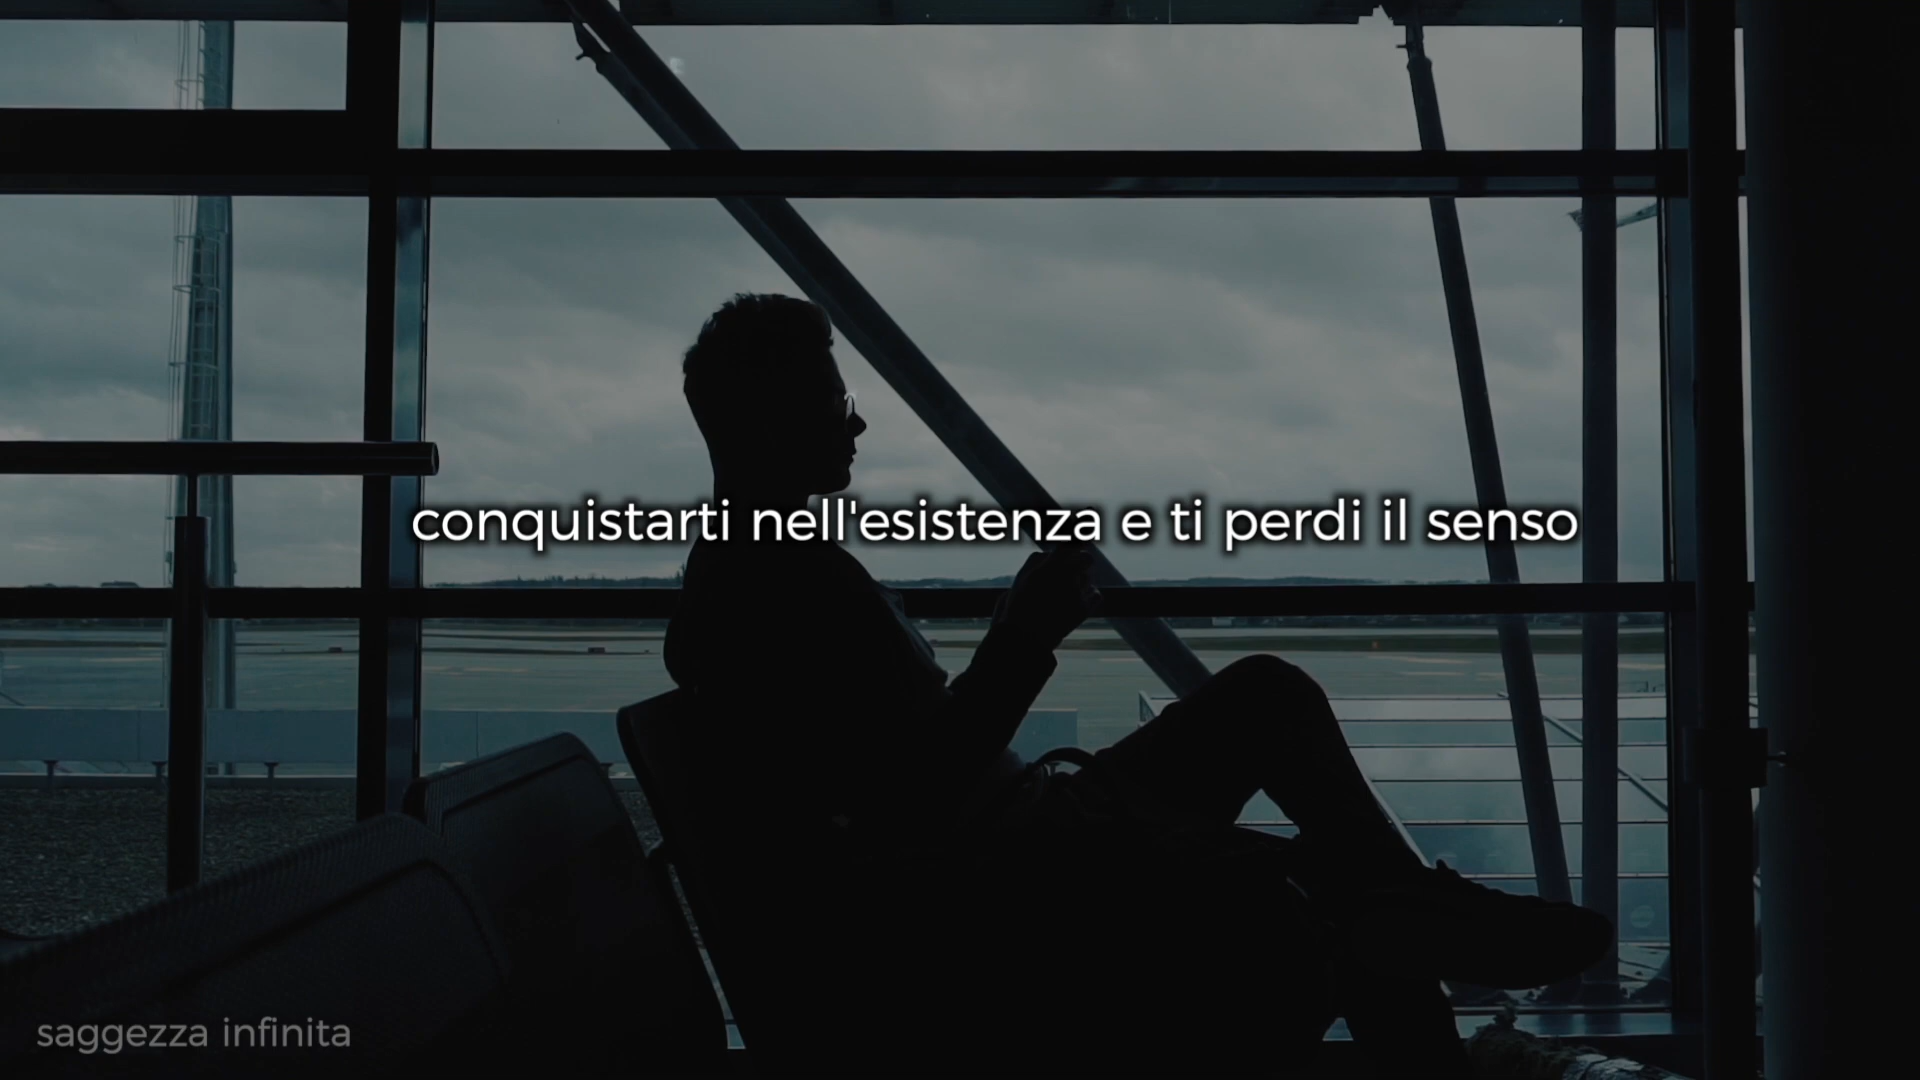 conquistarti nell'esistenza e ti perdi il senso
saggezza infinita